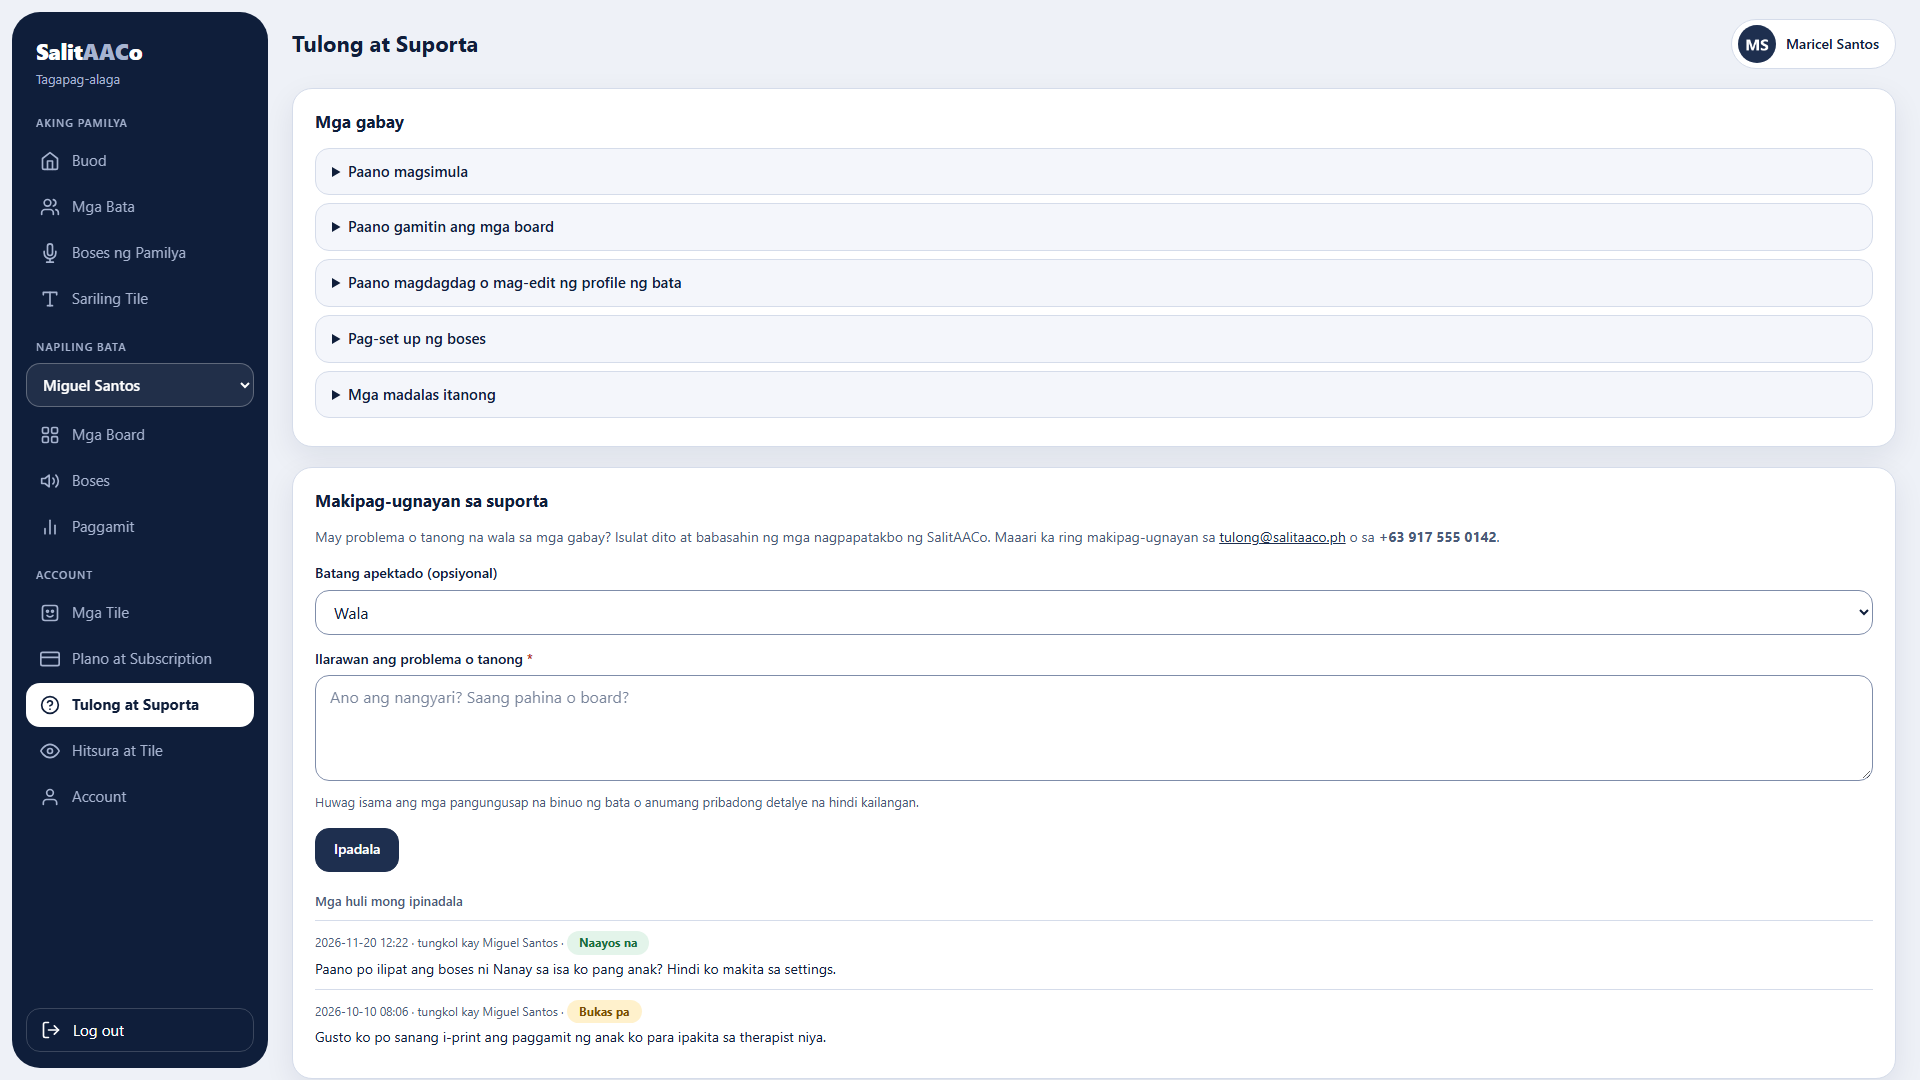 SalitAACo
Tagapag-alaga
AKING PAMILYA
Buod
Mga Bata
Boses ng Pamilya
Sariling Tile
NAPILING BATA
Miguel Santos
Mga Board
Boses
Paggamit
ACCOUNT
Mga Tile
Plano at Subscription
Tulong at Suporta
Hitsura at Tile
Account
Log out
Tulong at Suporta
MS Maricel Santos
Mga gabay
Paano magsimula
Paano gamitin ang mga board
Paano magdagdag o mag-edit ng profile ng bata
Pag-set up ng boses
Mga madalas itanong
Makipag-ugnayan sa suporta
May problema o tanong na wala sa mga gabay? Isulat dito at babasahin ng mga nagpapatakbo ng SalitAACo. Maaari ka ring makipag-ugnayan sa tulong@salitaaco.ph o sa +63 917 555 0142.
Batang apektado (opsiyonal)
Wala
Ilarawan ang problema o tanong *
Ano ang nangyari? Saang pahina o board?
Huwag isama ang mga pangungusap na binuo ng bata o anumang pribadong detalye na hindi kailangan.
Ipadala
Mga huli mong ipinadala
2026-11-20 12:22 · tungkol kay Miguel Santos · Naayos na
Paano po ilipat ang boses ni Nanay sa isa ko pang anak? Hindi ko makita sa settings.
2026-10-10 08:06 · tungkol kay Miguel Santos · Bukas pa
Gusto ko po sanang i-print ang paggamit ng anak ko para ipakita sa therapist niya.